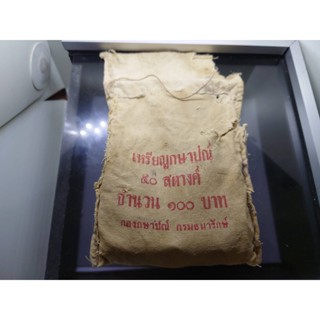 เหรียญกษาปณ์
๕๐ สตางค์
จำนวน ๑๐๐ บาท
กองกษาปณ์ กรมธนารักษ์